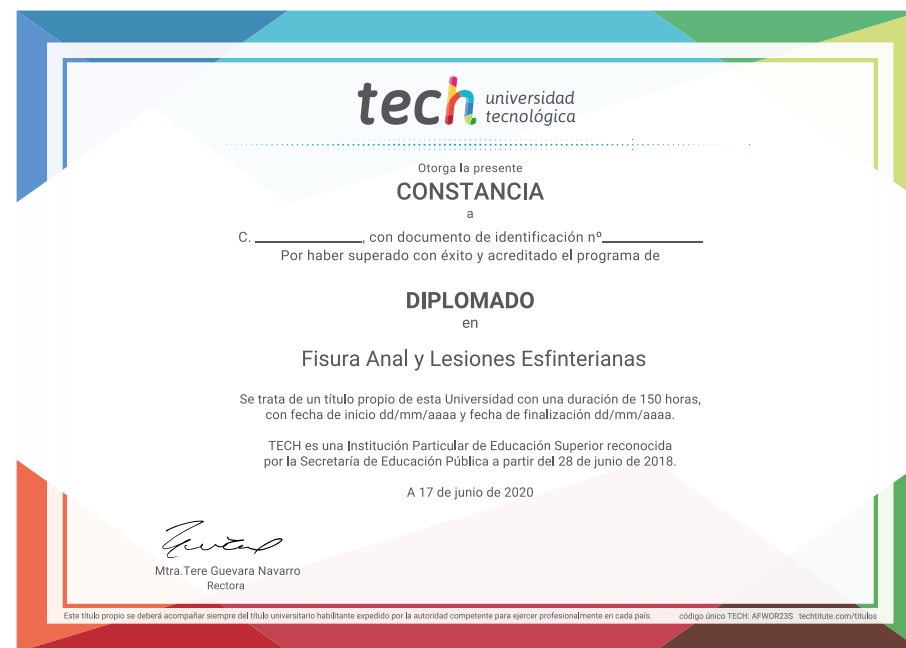 tech universidad
tecnológica
Otorga la presente
CONSTANCIA
a
C. ____________, con documento de identificación nº____________
Por haber superado con éxito y acreditado el programa de
DIPLOMADO
en
Fisura Anal y Lesiones Esfinterianas
Se trata de un título propio de esta Universidad con una duración de 150 horas,
con fecha de inicio dd/mm/aaaa y fecha de finalización dd/mm/aaaa.
TECH es una Institución Particular de Educación Superior reconocida
por la Secretaría de Educación Pública a partir del 28 de junio de 2018.
A 17 de junio de 2020
Mtra.Tere Guevara Navarro
Rectora
Este título propio se deberá acompañar siempre del título universitario habilitante expedido por la autoridad competente para ejercer profesionalmente en cada país. código único TECH: AFWOR23S techtitute.com/títulos